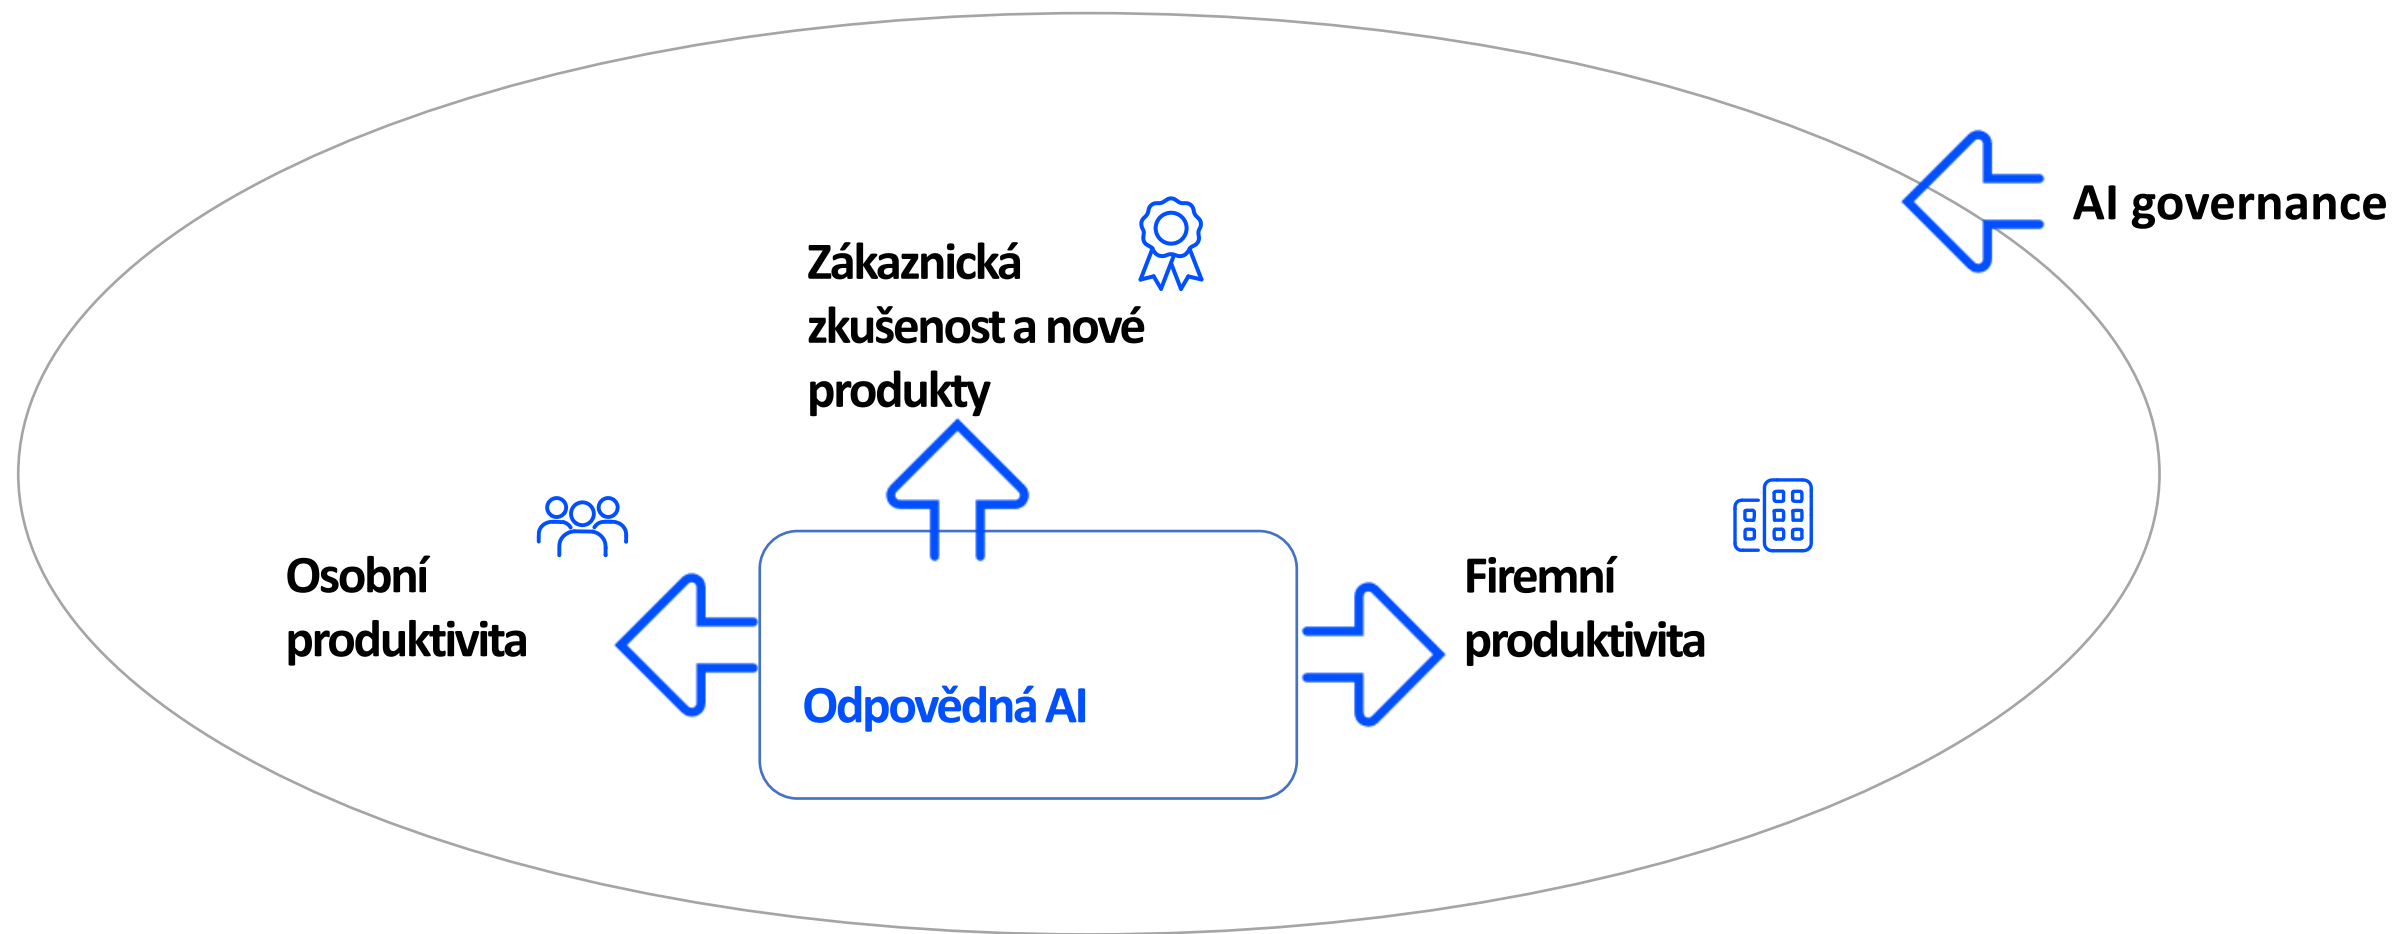 AI governance
Zákaznická
zkušenost a nové
produkty
Osobní
produktivita
Firemní
produktivita
Odpovědná AI